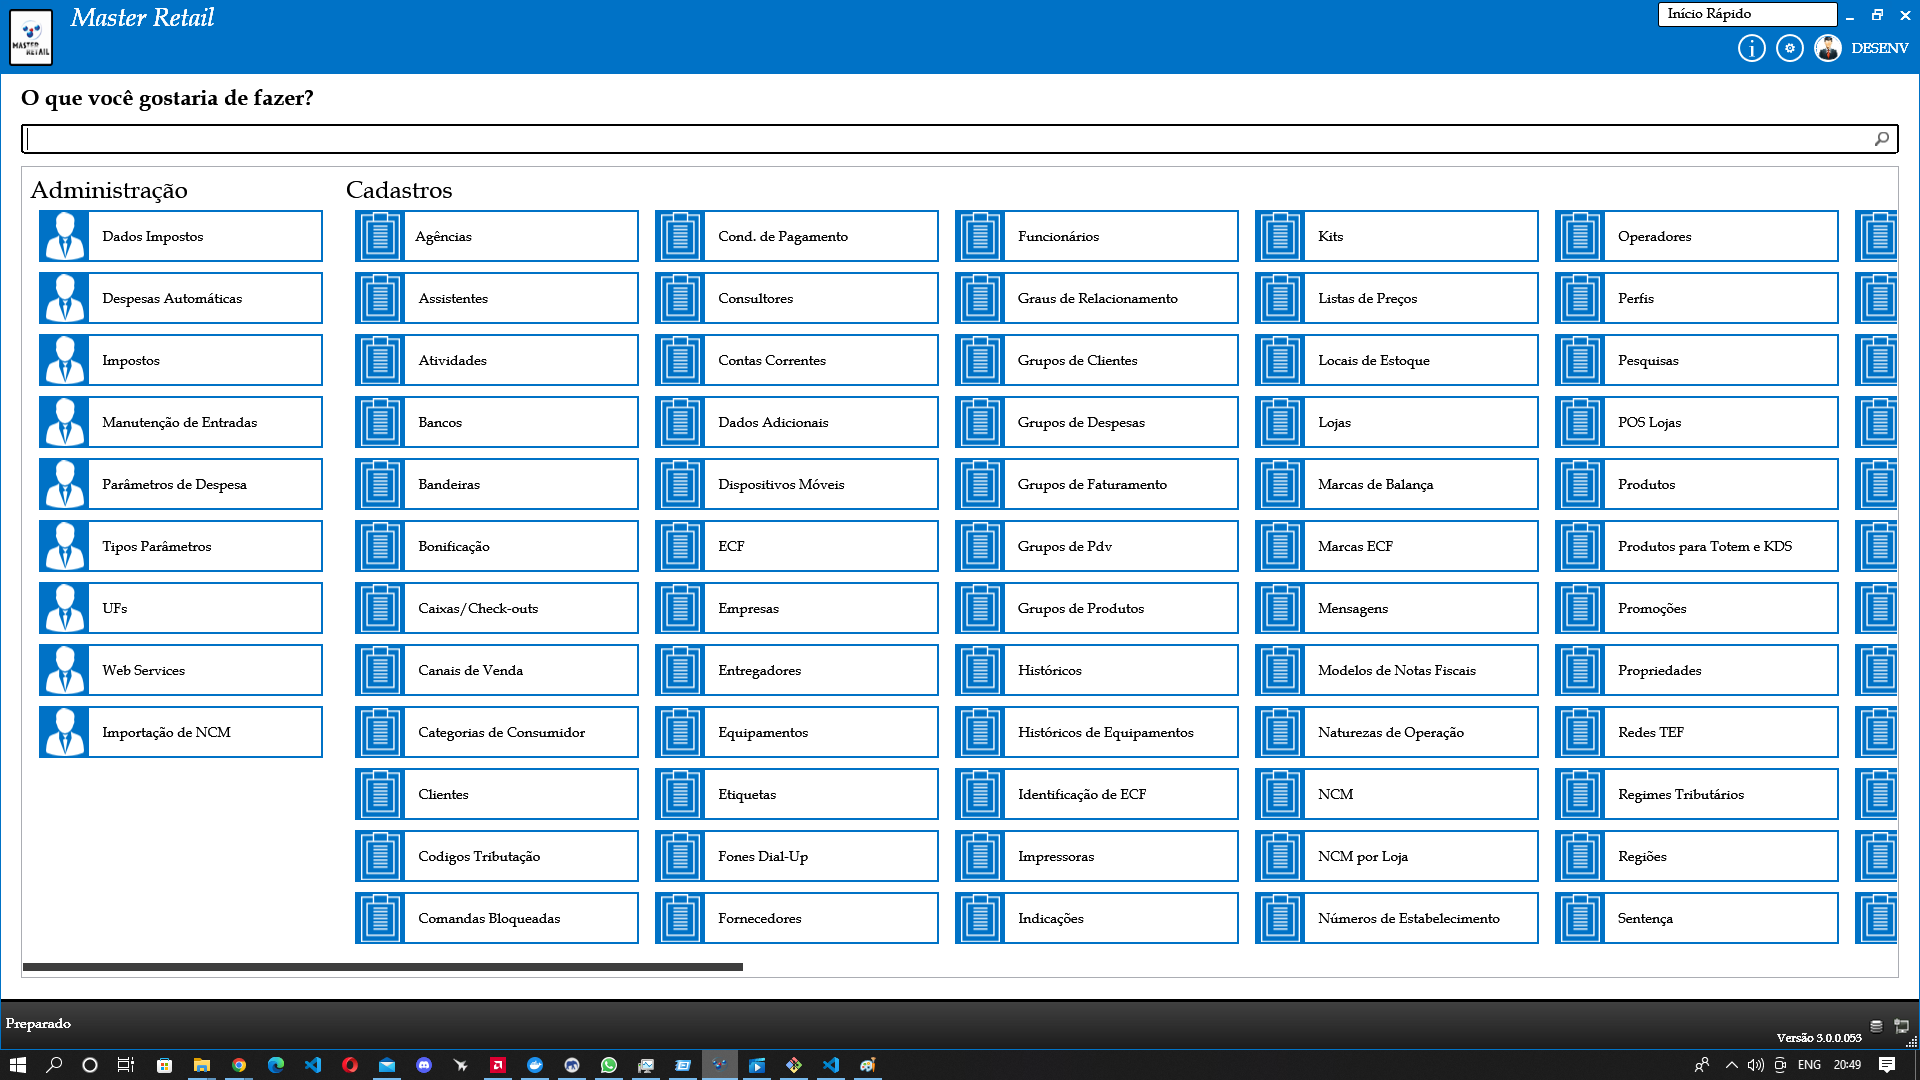 Master Retail
MASTER
RETAIL
Início Rápido
DESENV
O que você gostaria de fazer?
Administração
Dados Impostos
Despesas Automáticas
Impostos
Manutenção de Entradas
Parâmetros de Despesa
Tipos Parâmetros
UFs
Web Services
Importação de NCM
Cadastros
Agências
Assistentes
Atividades
Bancos
Bandeiras
Bonificação
Caixas/Check-outs
Canais de Venda
Categorias de Consumidor
Clientes
Codigos Tributação
Comandas Bloqueadas
Cond. de Pagamento
Consultores
Contas Correntes
Dados Adicionais
Dispositivos Móveis
ECF
Empresas
Entregadores
Equipamentos
Etiquetas
Fones Dial-Up
Fornecedores
Funcionários
Graus de Relacionamento
Grupos de Clientes
Grupos de Despesas
Grupos de Faturamento
Grupos de Pdv
Grupos de Produtos
Históricos
Históricos de Equipamentos
Identificação de ECF
Impressoras
Indicações
Kits
Listas de Preços
Locais de Estoque
Lojas
Marcas de Balança
Marcas ECF
Mensagens
Modelos de Notas Fiscais
Naturezas de Operação
NCM
NCM por Loja
Números de Estabelecimento
Operadores
Perfis
Pesquisas
POS Lojas
Produtos
Produtos para Totem e KDS
Promoções
Propriedades
Redes TEF
Regimes Tributários
Regiões
Sentença
Preparado
Versão 3.0.0.053
ENG
20:49